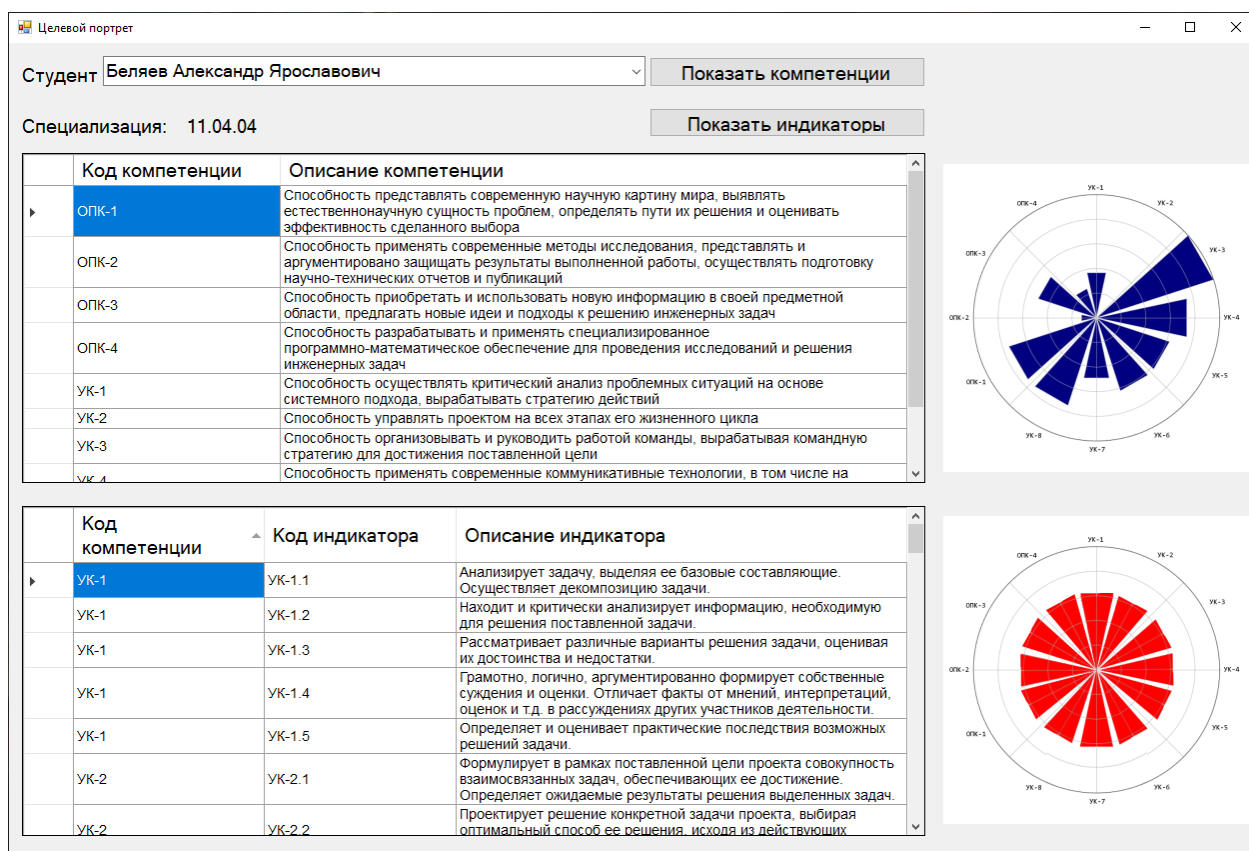 Целевой портрет
Студент Беляев Александр Ярославович Показать компетенции
Специализация: 11.04.04 Показать индикаторы
Код компетенции Описание компетенции
ОПК-1
Способность представлять современную научную картину мира, выявлять
естественнонаучную сущность проблем, определять пути их решения и оценивать
эффективность сделанного выбора
ОПК-2
Способность применять современные методы исследования, представлять и
аргументировано защищать результаты выполненной работы, осуществлять подготовку
научно-технических отчетов и публикаций
ОПК-3
Способность приобретать и использовать новую информацию в своей предметной
области, предлагать новые идеи и подходы к решению инженерных задач
ОПК-4
Способность разрабатывать и применять специализированное
программно-математическое обеспечение для проведения исследований и решения
инженерных задач
УК-1
Способность осуществлять критический анализ проблемных ситуаций на основе
системного подхода, вырабатывать стратегию действий
УК-2
Способность управлять проектом на всех этапах его жизненного цикла
УК-3
Способность организовывать и руководить работой команды, вырабатывая командную
стратегию для достижения поставленной цели
УК-4
Способность применять современные коммуникативные технологии, в том числе на
УК-1
УК-2
УК-3
УК-4
УК-5
УК-6
УК-7
УК-8
ОПК-1
ОПК-2
ОПК-3
ОПК-4
Код
компетенции
Код индикатора
Описание индикатора
УК-1
УК-1.1
Анализирует задачу, выделяя ее базовые составляющие.
Осуществляет декомпозицию задачи.
УК-1
УК-1.2
Находит и критически анализирует информацию, необходимую
для решения поставленной задачи.
УК-1
УК-1.3
Рассматривает различные варианты решения задачи, оценивая
их достоинства и недостатки.
УК-1
УК-1.4
Грамотно, логично, аргументированно формирует собственные
суждения и оценки. Отличает факты от мнений, интерпретаций,
оценок и т.д. в рассуждениях других участников деятельности.
УК-1
УК-1.5
Определяет и оценивает практические последствия возможных
решений задачи.
УК-2
УК-2.1
Формулирует в рамках поставленной цели проекта совокупность
взаимосвязанных задач, обеспечивающих ее достижение.
Определяет ожидаемые результаты решения выделенных задач.
УК-2
УК-2.2
Проектирует решение конкретной задачи проекта, выбирая
оптимальный способ ее решения, исходя из действующих
УК-1
УК-2
УК-3
УК-4
УК-5
УК-6
УК-7
УК-8
ОПК-1
ОПК-2
ОПК-3
ОПК-4